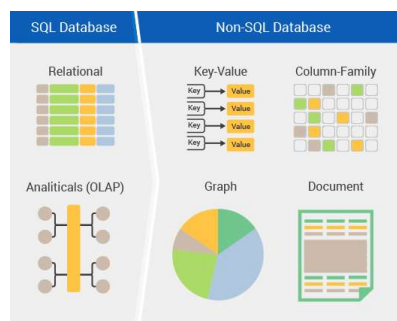 SQL Database
Non-SQL Database
Relational
Key-Value
Column-Family
Key Value
Key Value
Key Value
Key Value
Analiticals (OLAP)
Graph
Document